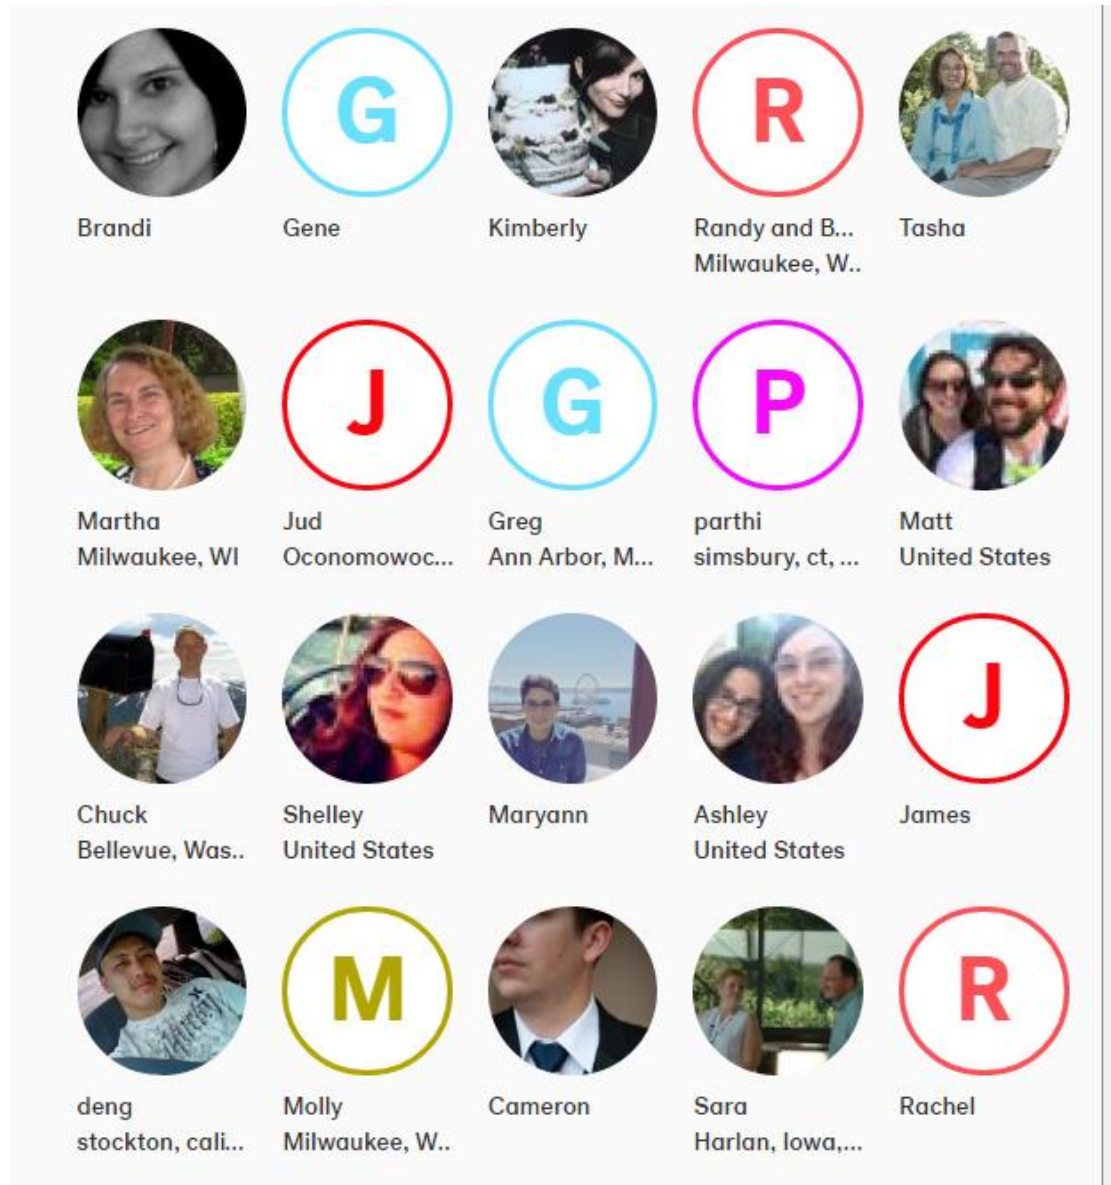 G
R
Brandi
Gene
Kimberly
Randy and B...
Tasha
Milwaukee, W..
J
G
P
Martha
Jud
Greg
parthi
Matt
Milwaukee, WI
Oconomowoc...
Ann Arbor, M...
simsbury, ct, ...
United States
J
Chuck
Shelley
Maryann
Ashley
James
Bellevue, Was..
United States
United States
M
R
deng
Molly
Cameron
Sara
Rachel
stockton, cali...
Milwaukee, W..
Harlan, Iowa,...